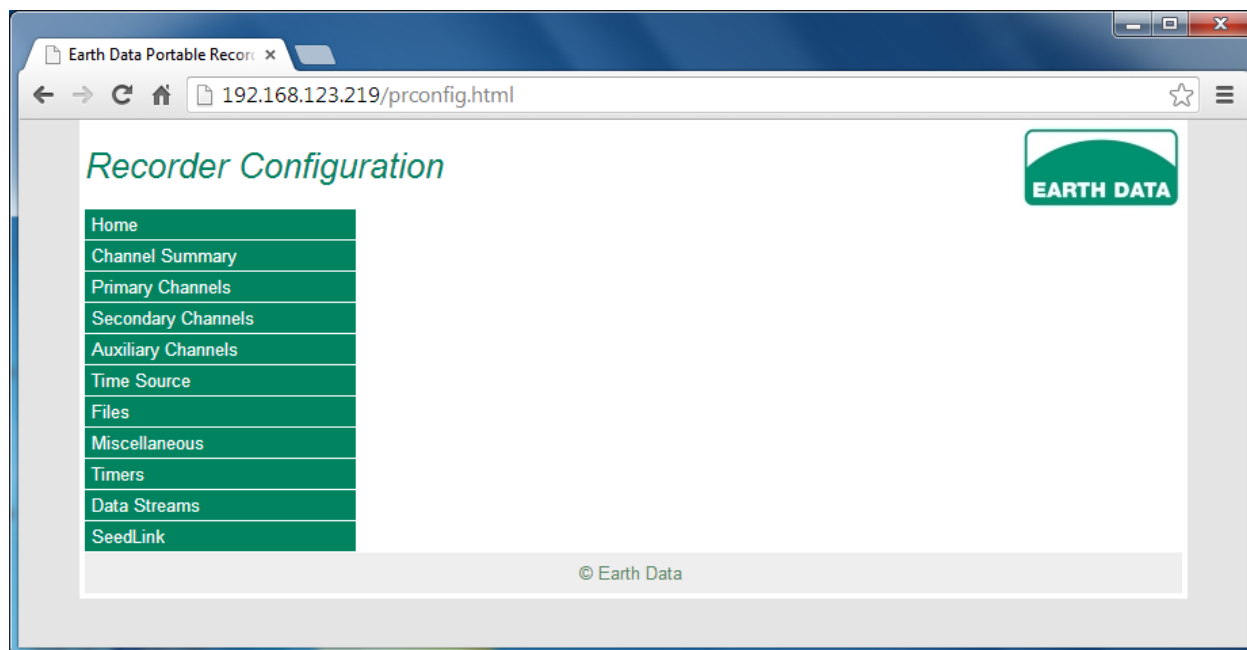 Earth Data Portable Recor
192.168.123.219/prconfig.html
Recorder Configuration
EARTH DATA
Home
Channel Summary
Primary Channels
Secondary Channels
Auxiliary Channels
Time Source
Files
Miscellaneous
Timers
Data Streams
SeedLink
© Earth Data